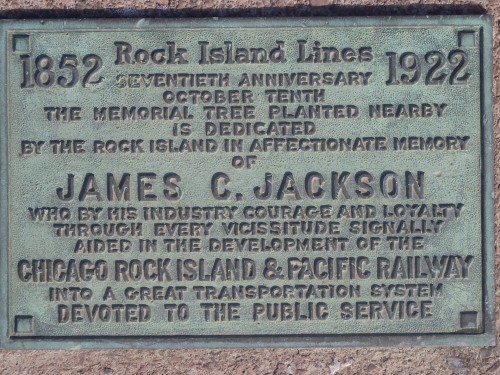 1852 Rock Island Lines 1922
SEVENTIETH ANNIVERSARY
OCTOBER TENTH
THE MEMORIAL TREE PLANTED NEARBY
IS DEDICATED
BY THE ROCK ISLAND IN AFFECTIONATE MEMORY
OF
JAMES C. JACKSON
WHO BY HIS INDUSTRY COURAGE AND LOYALTY
THROUGH EVERY VICISSITUDE SIGNALLY
AIDED IN THE DEVELOPMENT OF THE
CHICAGO ROCK ISLAND & PACIFIC RAILWAY
INTO A GREAT TRANSPORTATION SYSTEM
DEVOTED TO THE PUBLIC SERVICE